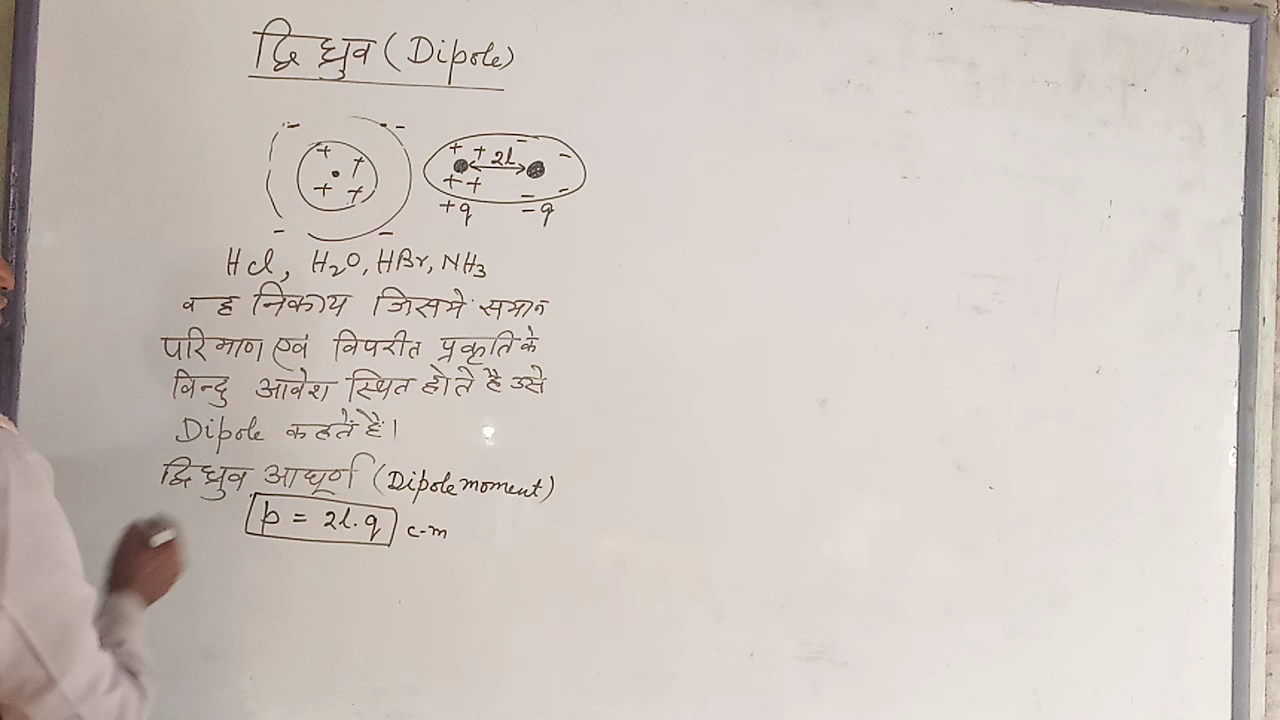 द्विध्रुव (Dipole)
+ + + + - - - -
+ + + + 2l - - - -
+q -q
HCl, H₂O, HBr, NH₃
वह निकाय जिसमें समान
परिमाण एवं विपरीत प्रकृति के
विन्दु आवेश स्थित होते है उसे
Dipole कहतें हैं।
द्विध्रुव आघूर्ण (Dipole moment)
p = 2l.q c-m